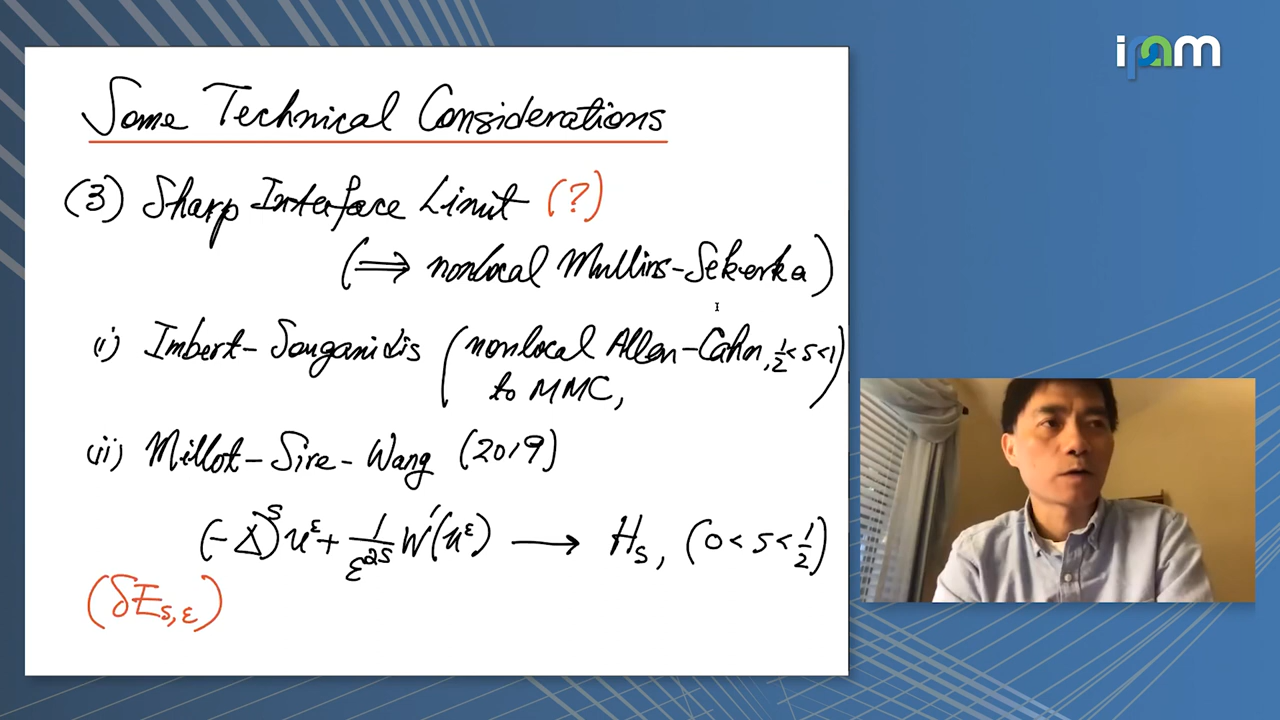 ipam
Some Technical Considerations
(3) Sharp Interface Limit (?)
(⟹ nonlocal Mullins-Sekerka)
i) Imbert-Souganidis (nonlocal Allen-Cahn, 1/2<s<1)
to MMC,
ii) Millot-Sire-Wang (2019)
(-Δ)^s u^ε + 1/ε^{2s} W'(u^ε) ⟶ H_s, (0<s<1/2)
(δE_{s,ε})